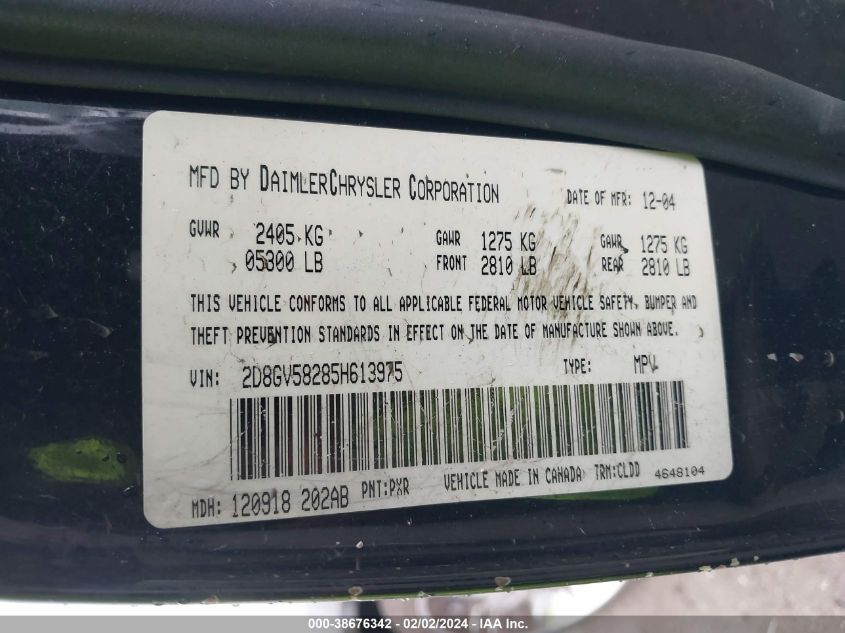 MFD BY DAIMLERCHRYSLER CORPORATION DATE OF MFR: 12-04
GVWR 2405 KG GAWR 1275 KG GAWR 1275 KG
05300 LB FRONT 2810 LB REAR 2810 LB
THIS VEHICLE CONFORMS TO ALL APPLICABLE FEDERAL MOTOR VEHICLE SAFETY, BUMPER AND
THEFT PREVENTION STANDARDS IN EFFECT ON THE DATE OF MANUFACTURE SHOWN ABOVE.
VIN: 2D8GV58285H613975 TYPE: MPV
MDH: 120918 202AB PNT:PXR VEHICLE MADE IN CANADA TRM:CLDD 4648104
000-38676342 - 02/02/2024 - IAA Inc.